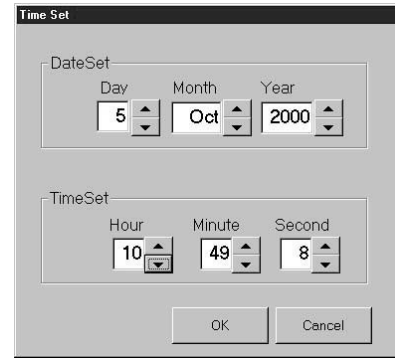 Time Set
DateSet
Day Month Year
5 Oct 2000
TimeSet
Hour Minute Second
10 49 8
OK Cancel